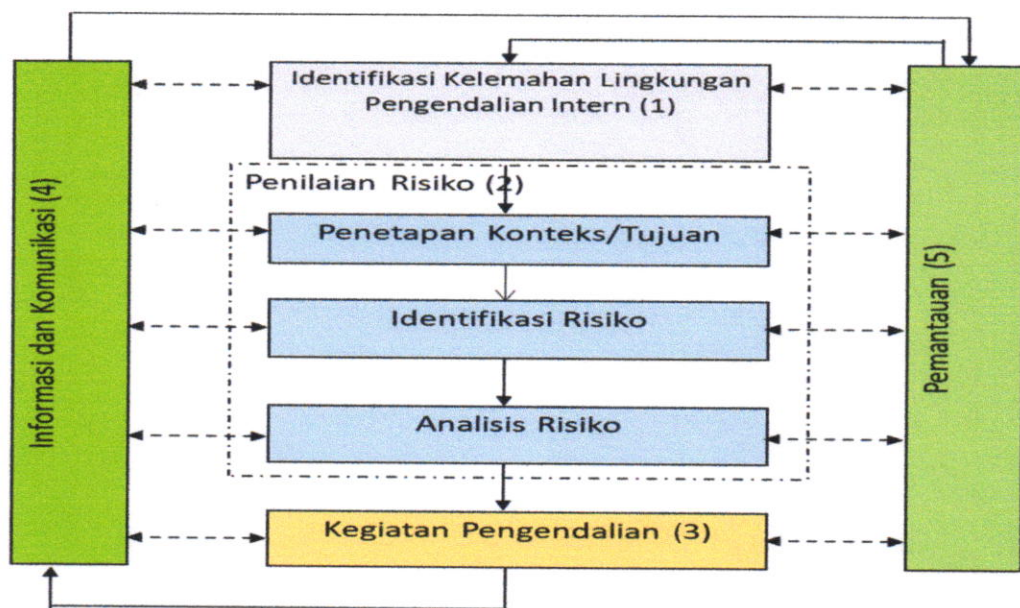 Identifikasi Kelemahan Lingkungan
Pengendalian Intern (1)
Penilaian Risiko (2)
Penetapan Konteks/Tujuan
Identifikasi Risiko
Analisis Risiko
Kegiatan Pengendalian (3)
Informasi dan Komunikasi (4)
Pemantauan (5)